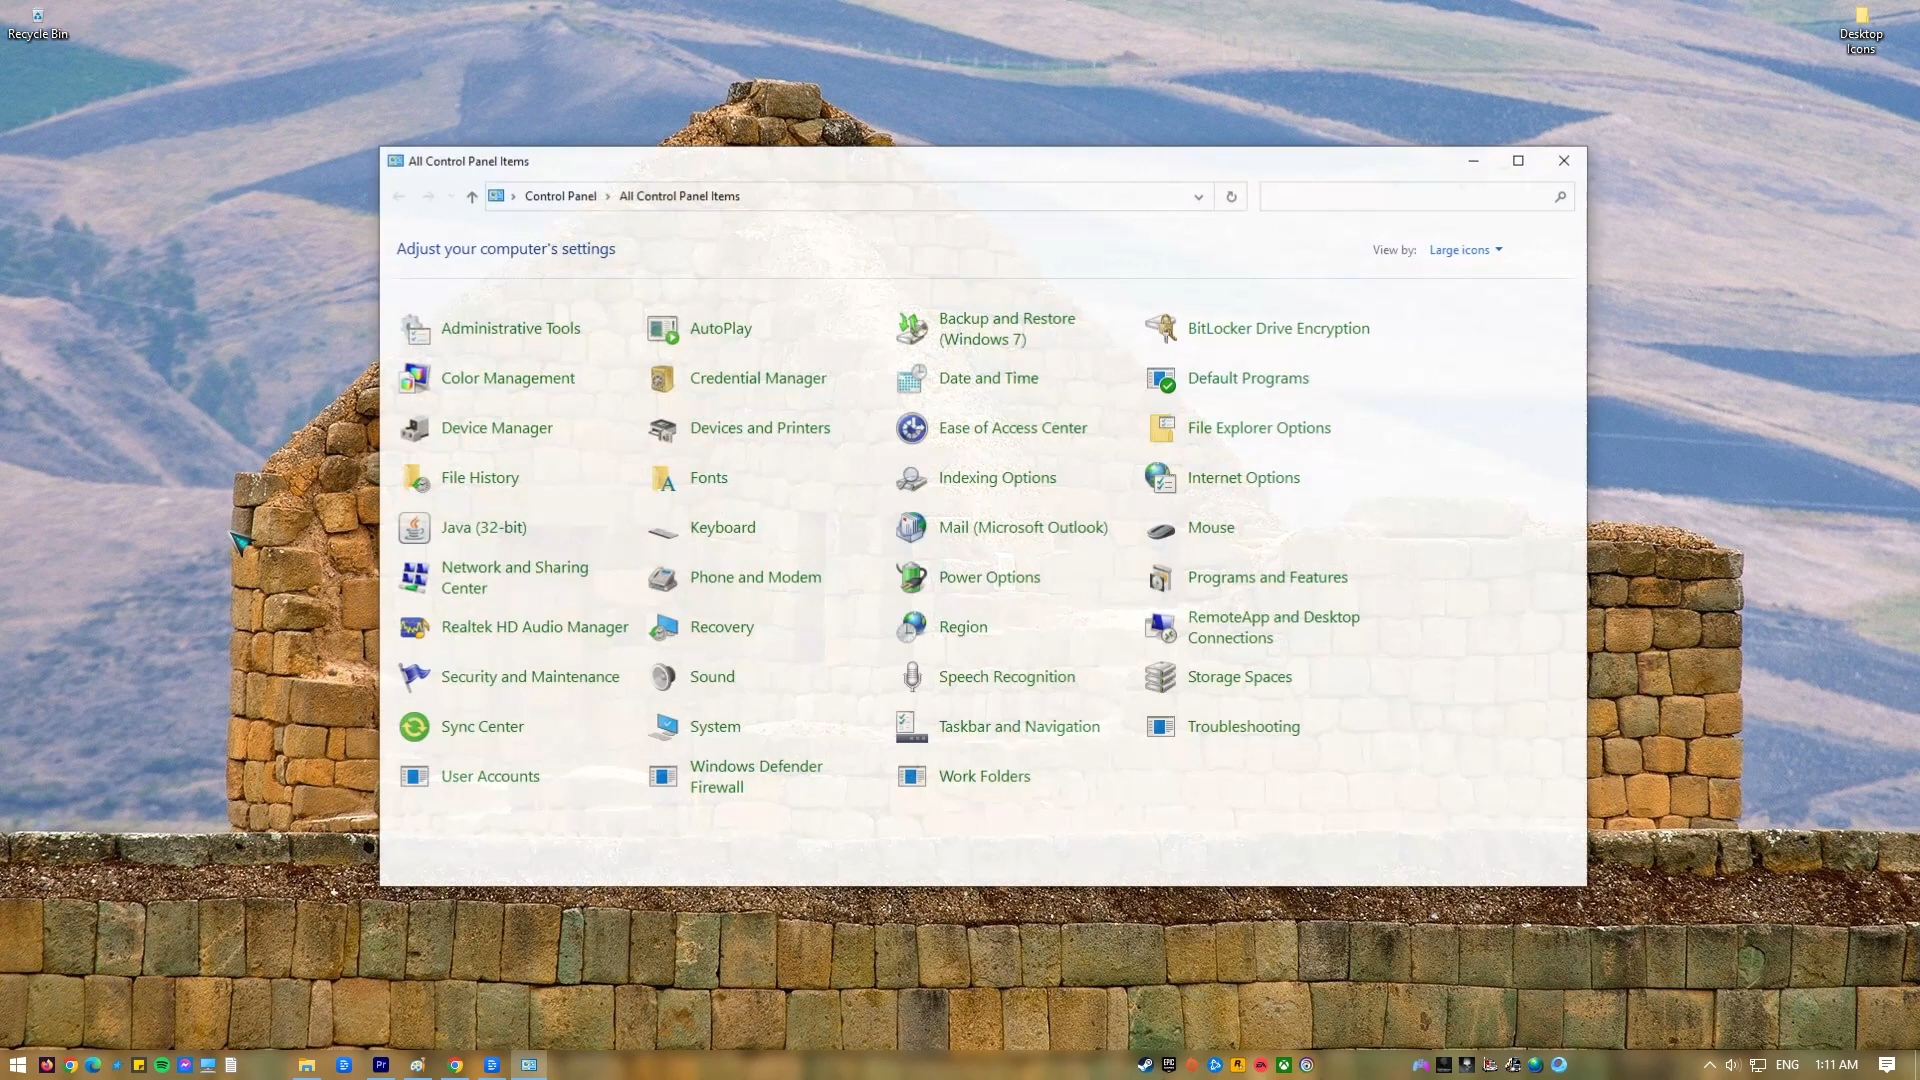 Recycle Bin
Desktop
Icons
All Control Panel Items
Control Panel
All Control Panel Items
Adjust your computer's settings
View by: Large icons
Administrative Tools
AutoPlay
Backup and Restore
(Windows 7)
BitLocker Drive Encryption
Color Management
Credential Manager
Date and Time
Default Programs
Device Manager
Devices and Printers
Ease of Access Center
File Explorer Options
File History
Fonts
Indexing Options
Internet Options
Java (32-bit)
Keyboard
Mail (Microsoft Outlook)
Mouse
Network and Sharing
Center
Phone and Modem
Power Options
Programs and Features
Realtek HD Audio Manager
Recovery
Region
RemoteApp and Desktop
Connections
Security and Maintenance
Sound
Speech Recognition
Storage Spaces
Sync Center
System
Taskbar and Navigation
Troubleshooting
User Accounts
Windows Defender
Firewall
Work Folders
Pr
ENG
1:11 AM